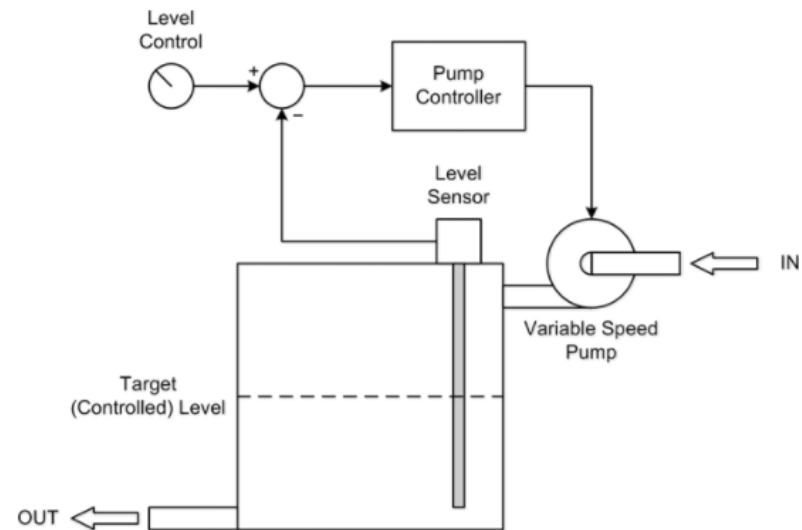 Level
Control
+
−
Pump
Controller
Level
Sensor
IN
Variable Speed
Pump
Target
(Controlled) Level
OUT